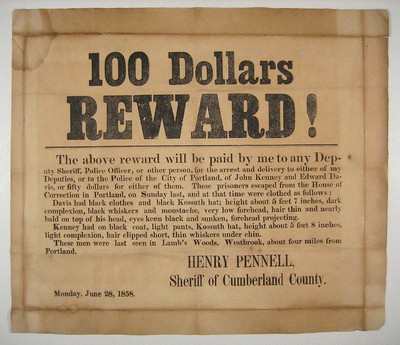 100 Dollars
REWARD!
The above reward will be paid by me to any Dep-
uty Sheriff, Police Officer, or other person, for the arrest and delivery to either of my
Deputies, or to the Police of the City of Portland, of John Kenney and Edward Da-
vis, or fifty dollars for either of them. These prisoners escaped from the House of
Correction in Portland, on Sunday last, and at that time were clothed as follows:
Davis had black clothes and black Kossuth hat; height about 5 feet 7 inches, dark
complexion, black whiskers and moustache, very low forehead, hair thin and nearly
bald on top of his head, eyes keen black and sunken, forehead projecting.
Kenney had on black coat, light pants, Kossuth hat, height about 5 feet 8 inches,
light complexion, hair clipped short, thin whiskers under chin.
These men were last seen in Lamb's Woods, Westbrook, about four miles from
Portland.
HENRY PENNELL,
Sheriff of Cumberland County.
Monday, June 28, 1858.